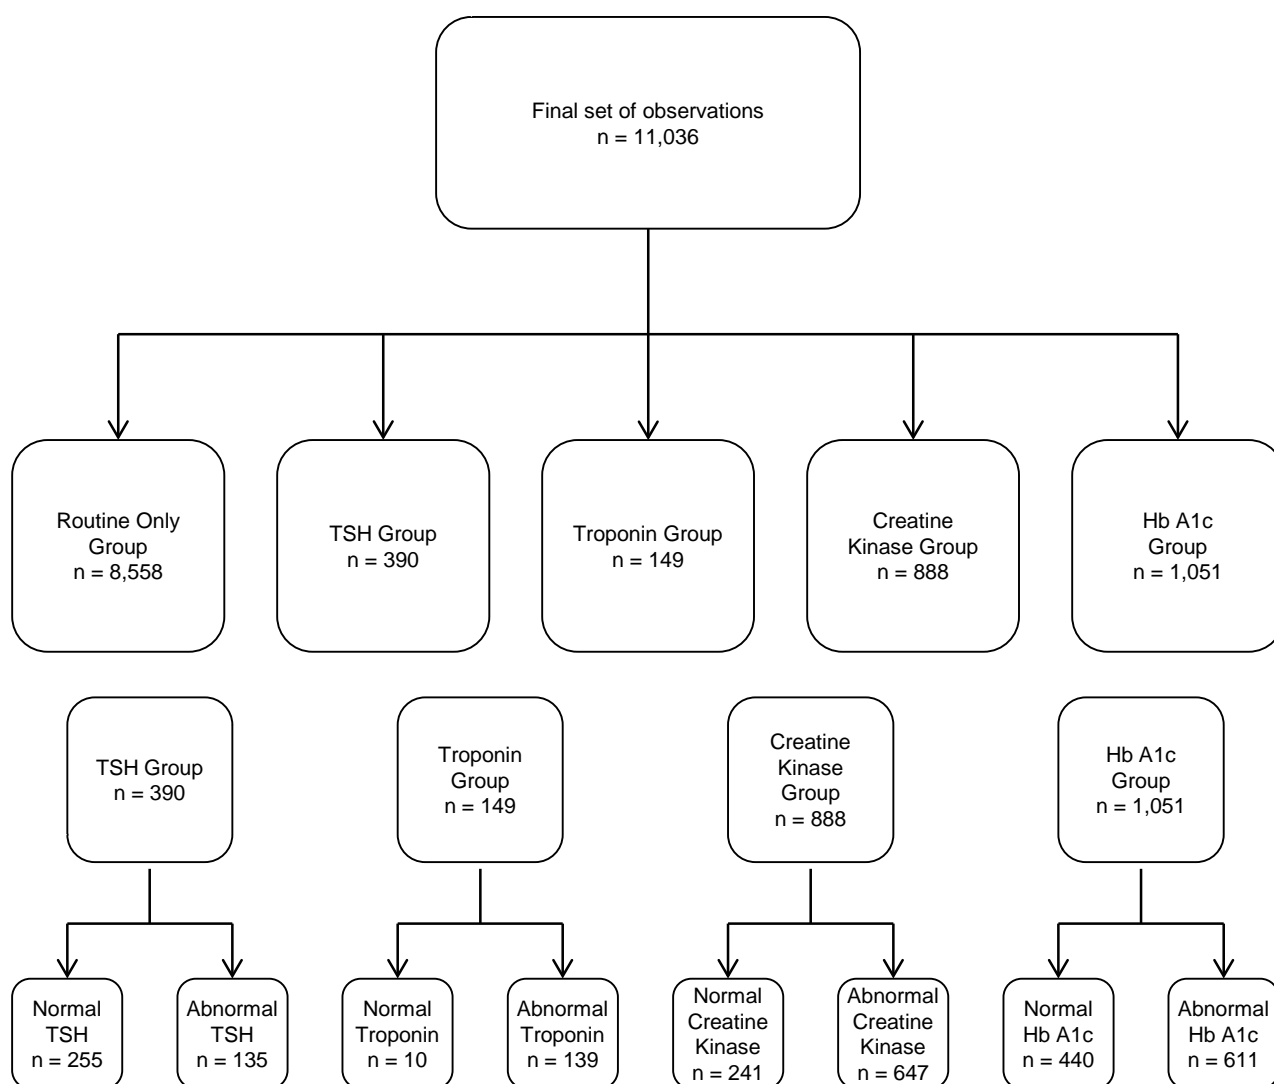 Final set of observations
n = 11,036
Routine Only
Group
n = 8,558
TSH Group
n = 390
Troponin Group
n = 149
Creatine
Kinase Group
n = 888
Hb A1c
Group
n = 1,051
TSH Group
n = 390
Troponin
Group
n = 149
Creatine
Kinase
Group
n = 888
Hb A1c
Group
n = 1,051
Normal
TSH
n = 255
Abnormal
TSH
n = 135
Normal
Troponin
n = 10
Abnormal
Troponin
n = 139
Normal
Creatine
Kinase
n = 241
Abnormal
Creatine
Kinase
n = 647
Normal
Hb A1c
n = 440
Abnormal
Hb A1c
n = 611